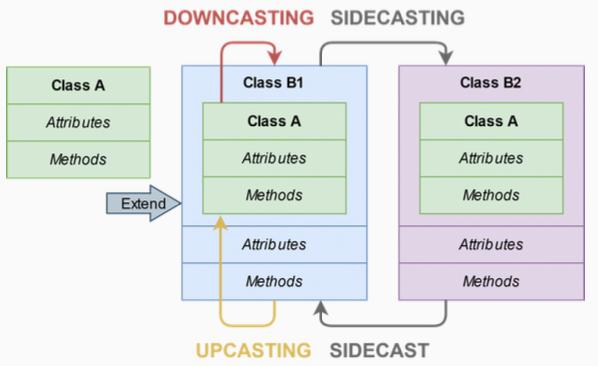 DOWNCASTING SIDECASTING
Class A
Attributes
Methods
Extend
Class B1
Class A
Attributes
Methods
Attributes
Methods
Class B2
Class A
Attributes
Methods
Attributes
Methods
UPCASTING SIDECAST